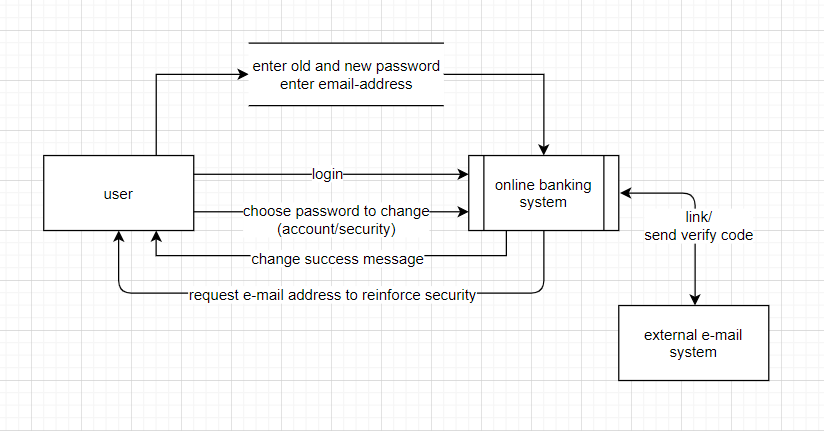 enter old and new password
enter email-address
user
login
online banking
system
choose password to change
(account/security)
link/
send verify code
change success message
request e-mail address to reinforce security
external e-mail
system